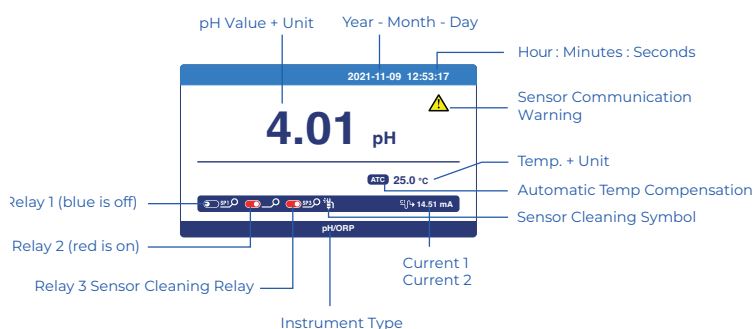 pH Value + Unit
Year - Month - Day
Hour : Minutes : Seconds
2021-11-09 12:53:17
Sensor Communication
Warning
4.01 pH
Temp. + Unit
ATC 25.0 °C
Automatic Temp Compensation
Relay 1 (blue is off)
SP1
SP3
14.51 mA
Sensor Cleaning Symbol
pH/ORP
Relay 2 (red is on)
Current 1
Current 2
Relay 3 Sensor Cleaning Relay
Instrument Type